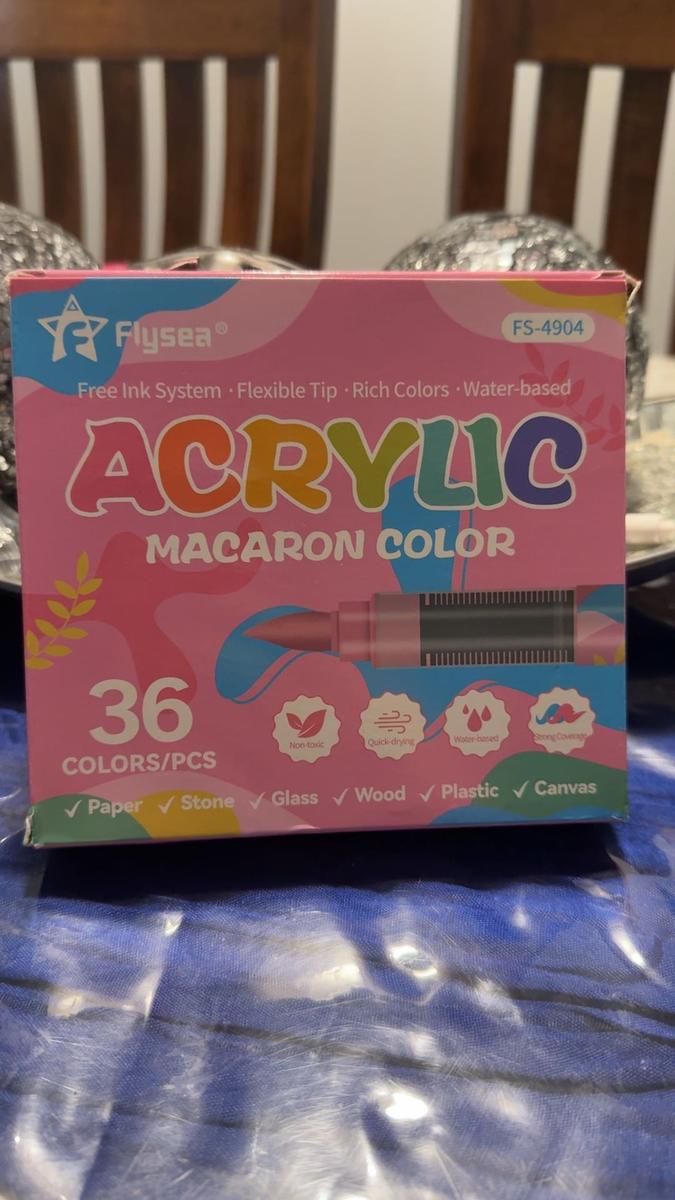 Flysea®
FS-4904
Free Ink System · Flexible Tip · Rich Colors · Water-based
ACRYLIC
MACARON COLOR
36
COLORS/PCS
Non-toxic
Quick-drying
Water-based
Strong Coverage
✓ Paper ✓ Stone ✓ Glass ✓ Wood ✓ Plastic ✓ Canvas